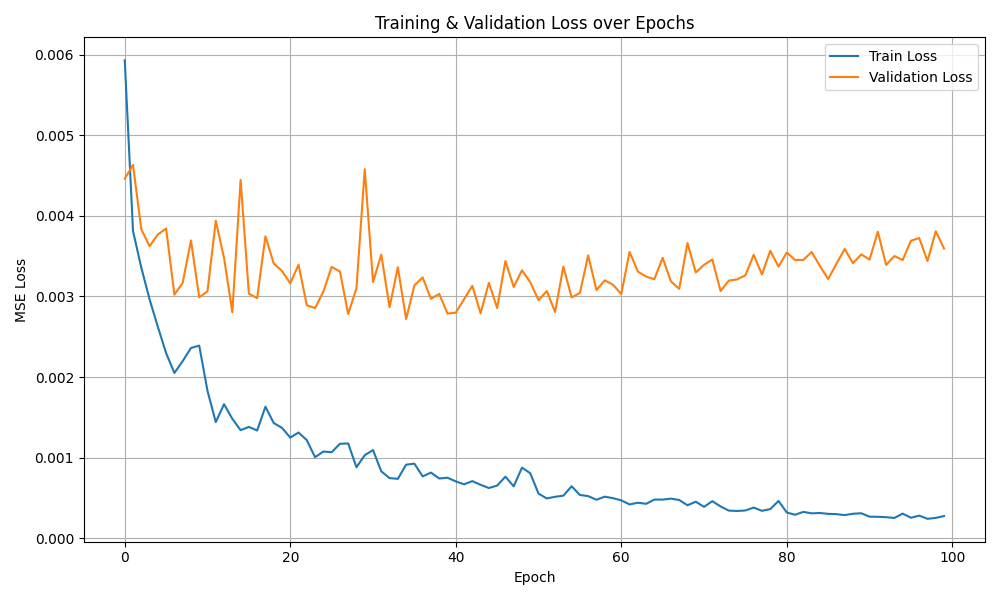 Training & Validation Loss over Epochs
Train Loss
Validation Loss
MSE Loss
0.006
0.005
0.004
0.003
0.002
0.001
0.000
0 20 40 60 80 100
Epoch